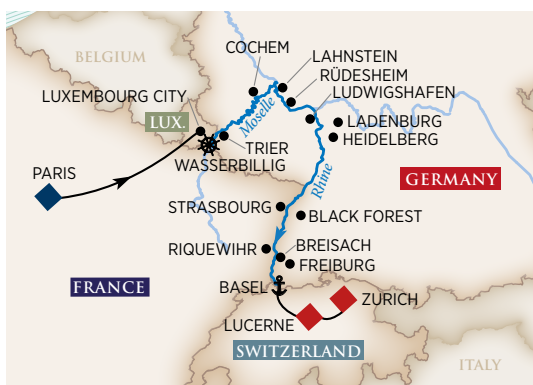 BELGIUM
COCHEM
LAHNSTEIN
RÜDESHEIM
LUDWIGSHAFEN
LUXEMBOURG CITY
LUX.
Moselle
LADENBURG
HEIDELBERG
TRIER
WASSERBILLIG
PARIS
Rhine
GERMANY
STRASBOURG
BLACK FOREST
RIQUEWIHR
BREISACH
FREIBURG
FRANCE
BASEL
ZURICH
LUCERNE
SWITZERLAND
ITALY